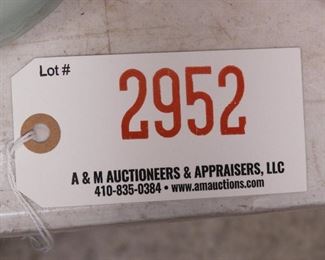 Lot #
2952
A & M AUCTIONEERS & APPRAISERS, LLC
410-835-0384 • www.amauctions.com